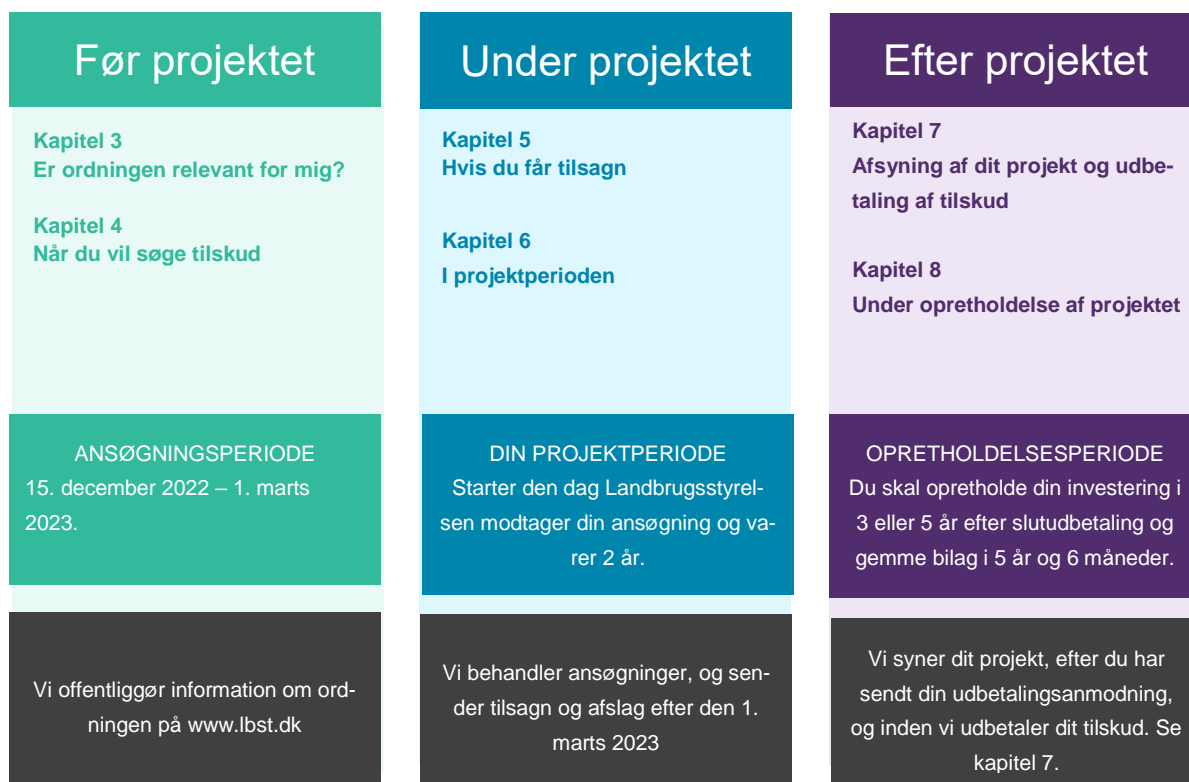 Før projektet
Kapitel 3
Er ordningen relevant for mig?
Kapitel 4
Når du vil søge tilskud
ANSØGNINGSPERIODE
15. december 2022 – 1. marts
2023.
Vi offentliggør information om ord-
ningen på www.lbst.dk
Under projektet
Kapitel 5
Hvis du får tilsagn
Kapitel 6
I projektperioden
DIN PROJEKTPERIODE
Starter den dag Landbrugsstyrel-
sen modtager din ansøgning og va-
rer 2 år.
Vi behandler ansøgninger, og sen-
der tilsagn og afslag efter den 1.
marts 2023
Efter projektet
Kapitel 7
Afsyning af dit projekt og udbe-
taling af tilskud
Kapitel 8
Under opretholdelse af projektet
OPRETHOLDELSESPERIODE
Du skal opretholde din investering i
3 eller 5 år efter slutudbetaling og
gemme bilag i 5 år og 6 måneder.
Vi syner dit projekt, efter du har
sendt din udbetalingsanmodning,
og inden vi udbetaler dit tilskud. Se
kapitel 7.